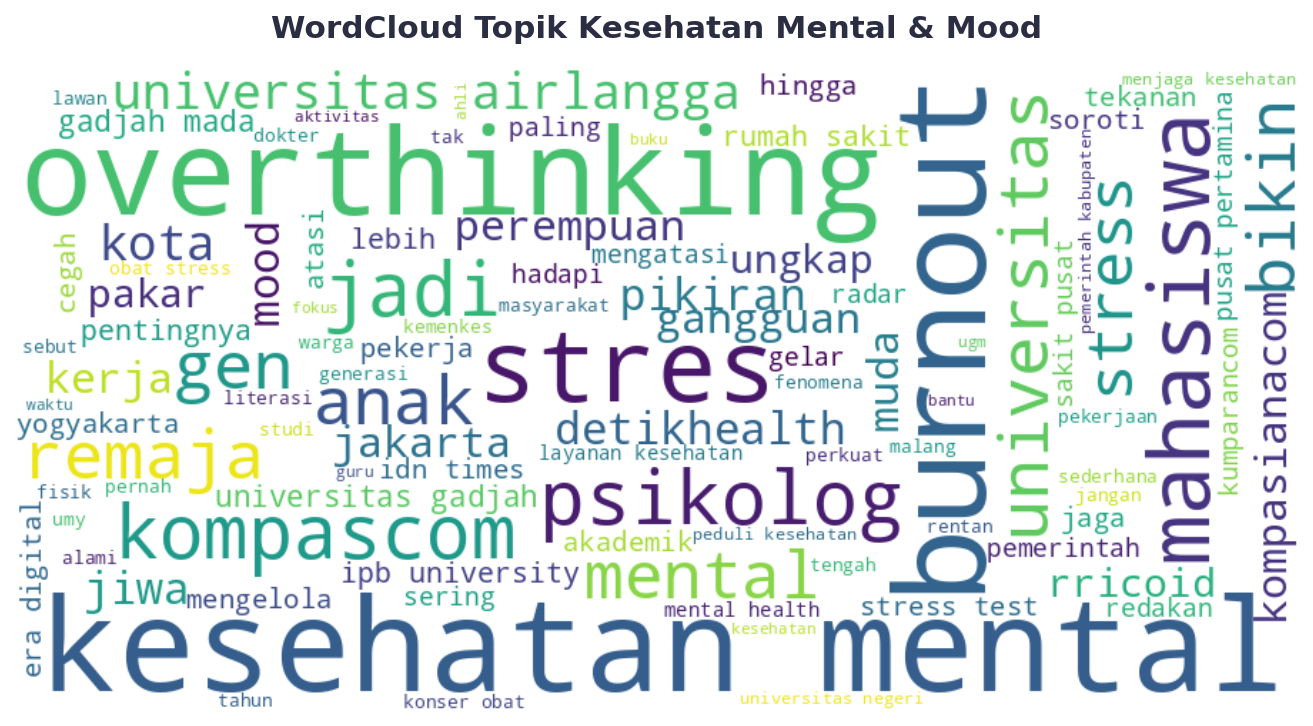 WordCloud Topik Kesehatan Mental & Mood
menjaga kesehatan
lawan
universitas airlangga
ahli
hingga
tekanan
gadjah mada
aktivitas
dokter
tak
paling
buku
rumah sakit
soroti
overthinking
burnout
universitas
stress
mahasiswa
pusat pertamina
bikin
pemerintah kabupaten
kota
mood
atasi
lebih
perempuan
mengatasi
ungkap
cegah
obat stress
hadapi
pakar
jadi
masyarakat
pikiran
radar
fokus
gangguan
sakit pusat
pentingnya
kemenkes
sebut
warga
pekerja
stres
gelar
muda
ugm
kumparancom
kompasianacom
kerja
gen
generasi
fenomena
literasi
anak
bantu
waktu
yogyakarta
studi
jakarta
detikhealth
pekerjaan
remaja
guru
idn times
layanan kesehatan
perkuat
malang
fisik
pernah
universitas gadjah
psikolog
sederhana
jangan
era digital
umy
kompascom
akademik
peduli kesehatan
rentan
jaga
alami
ipb university
mental
tengah
pemerintah
jiwa
mengelola
sering
mental health
stress test
rricoid
redakan
kesehatan
kesehatan mental
tahun
konser obat
universitas negeri